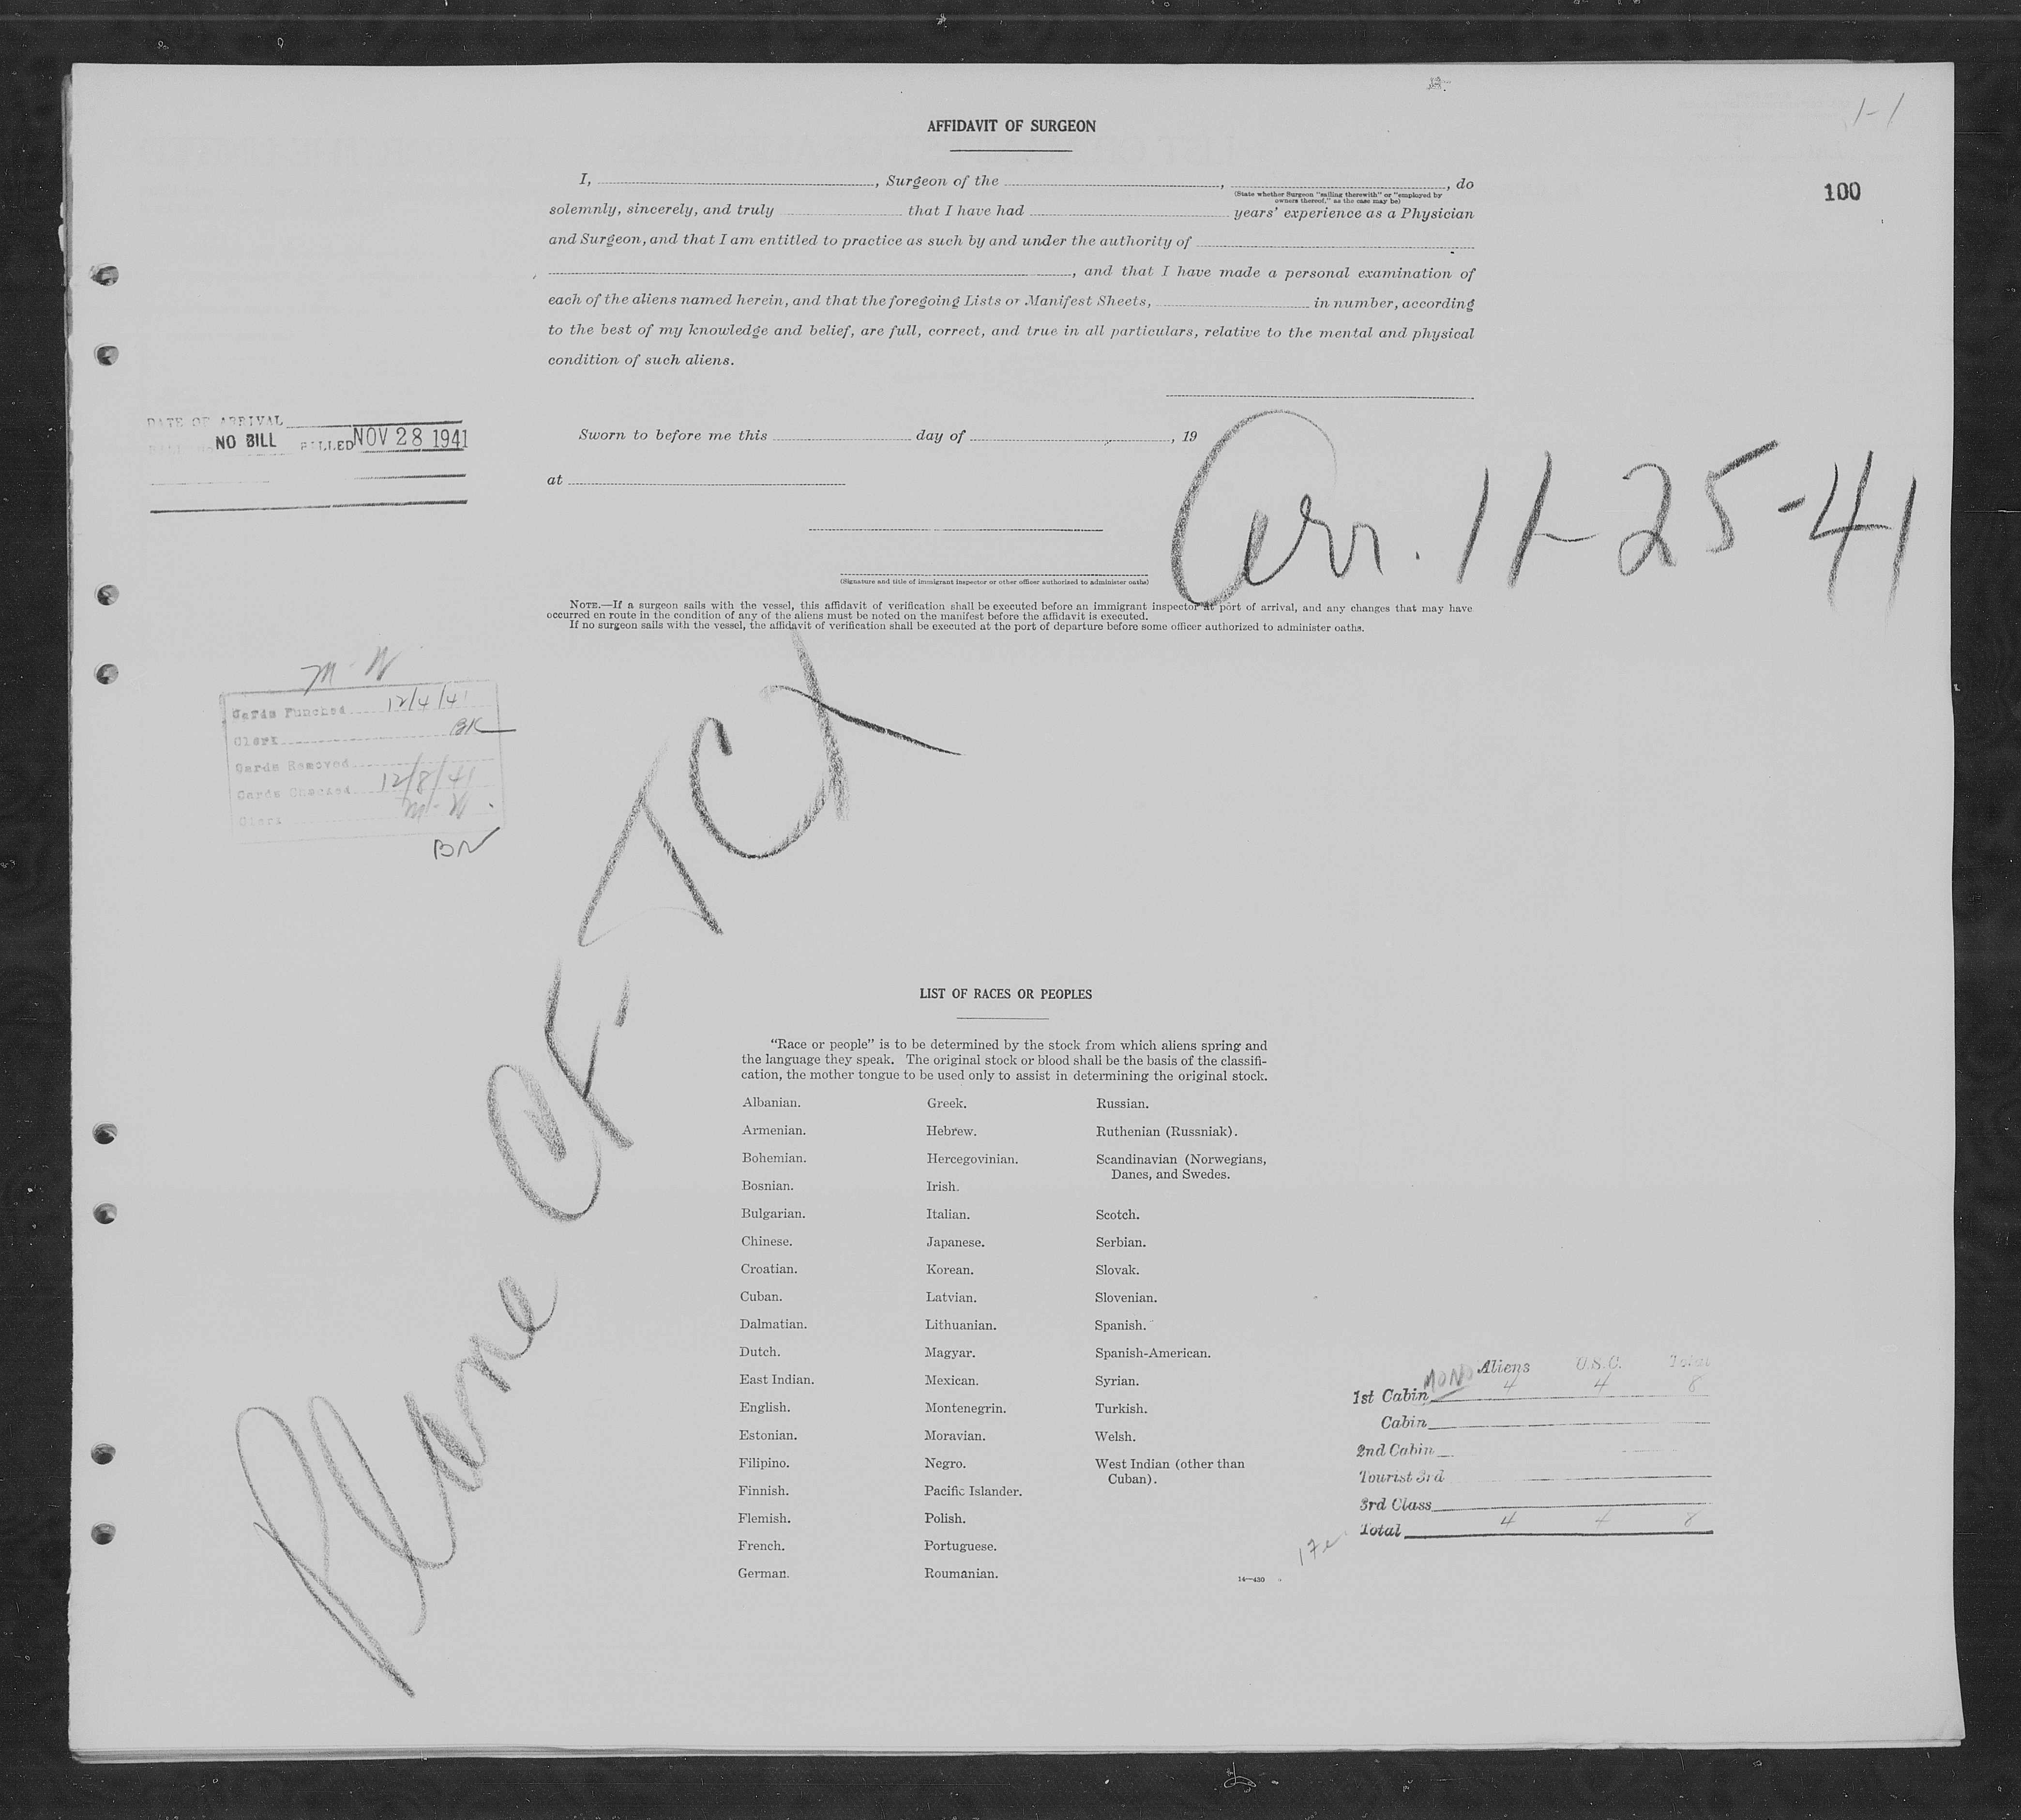 1-1
100
AFFIDAVIT OF SURGEON
I, , Surgeon of the , , do
(State whether Surgeon "sailing therewith" or "employed by
owners thereof," as the case may be)
solemnly, sincerely, and truly that I have had years' experience as a Physician
and Surgeon, and that I am entitled to practice as such by and under the authority of
, and that I have made a personal examination of
each of the aliens named herein, and that the foregoing Lists or Manifest Sheets, in number, according
to the best of my knowledge and belief, are full, correct, and true in all particulars, relative to the mental and physical
condition of such aliens.
DATE OF ARRIVAL
NO BILL BILLED NOV 28 1941
Sworn to before me this day of , 19
at
Arr. 11-25-41
(Signature and title of immigrant inspector or other officer authorized to administer oaths)
NOTE.—If a surgeon sails with the vessel, this affidavit of verification shall be executed before an immigrant inspector at port of arrival, and any changes that may have
occurred en route in the condition of any of the aliens must be noted on the manifest before the affidavit is executed.
If no surgeon sails with the vessel, the affidavit of verification shall be executed at the port of departure before some officer authorized to administer oaths.
M-N
Cards Punched 12/4/41
Clerk BK
Cards Removed
Cards Checked 12/8/41
Clerk M-N
BN
Plane CF-TCX
LIST OF RACES OR PEOPLES
"Race or people" is to be determined by the stock from which aliens spring and
the language they speak. The original stock or blood shall be the basis of the classifi-
cation, the mother tongue to be used only to assist in determining the original stock.
Albanian.
Armenian.
Bohemian.
Bosnian.
Bulgarian.
Chinese.
Croatian.
Cuban.
Dalmatian.
Dutch.
East Indian.
English.
Estonian.
Filipino.
Finnish.
Flemish.
French.
German.
Greek.
Hebrew.
Hercegovinian.
Irish.
Italian.
Japanese.
Korean.
Latvian.
Lithuanian.
Magyar.
Mexican.
Montenegrin.
Moravian.
Negro.
Pacific Islander.
Polish.
Portuguese.
Roumanian.
Russian.
Ruthenian (Russniak).
Scandinavian (Norwegians,
Danes, and Swedes.
Scotch.
Serbian.
Slovak.
Slovenian.
Spanish.
Spanish-American.
Syrian.
Turkish.
Welsh.
West Indian (other than
Cuban).
14—430
Aliens U.S.C. Total
1st Cabin MONO 4 4 8
Cabin
2nd Cabin
Tourist 3rd
3rd Class
Total 4 4 8